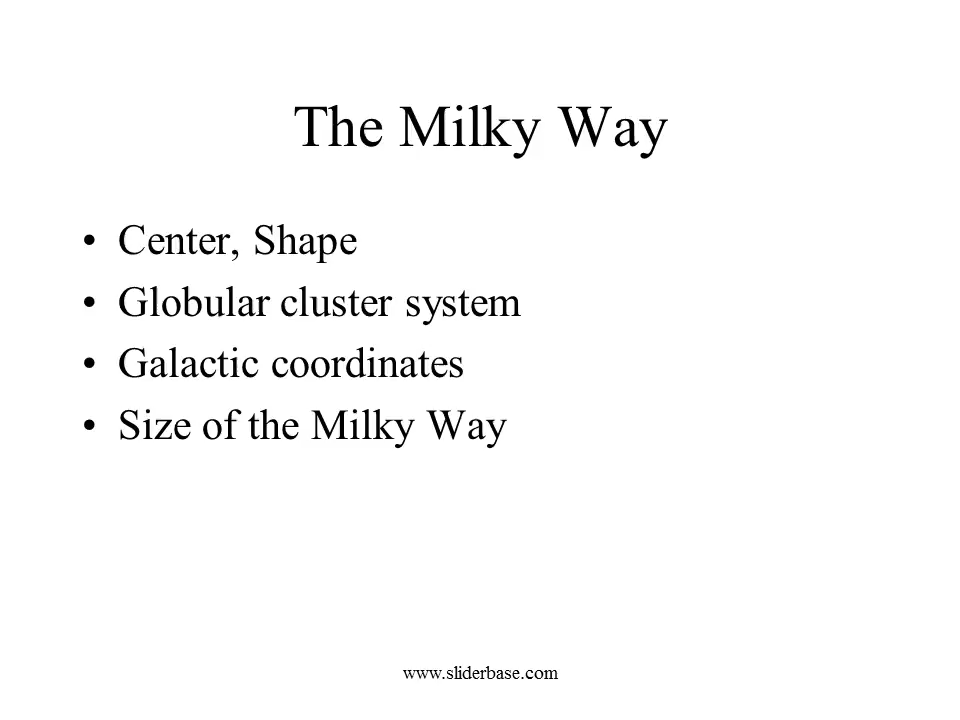 The Milky Way
• Center, Shape
• Globular cluster system
• Galactic coordinates
• Size of the Milky Way
www.sliderbase.com